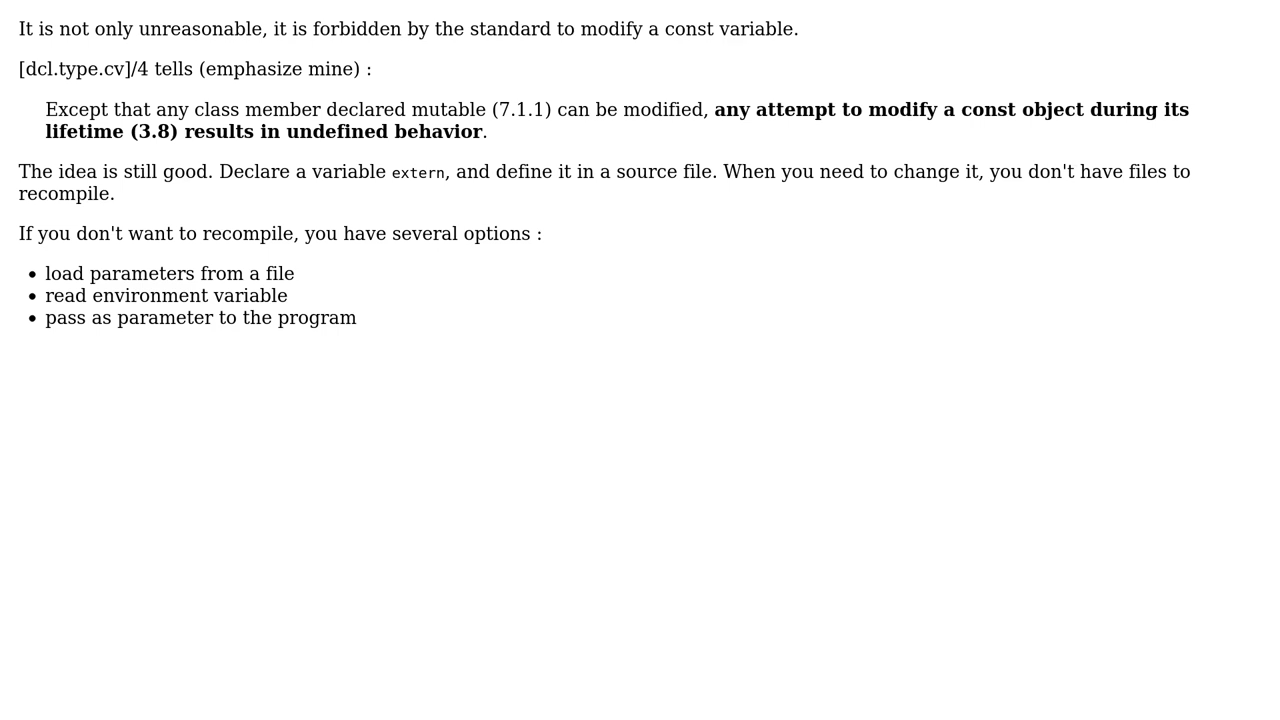 It is not only unreasonable, it is forbidden by the standard to modify a const variable.
[dcl.type.cv]/4 tells (emphasize mine) :
Except that any class member declared mutable (7.1.1) can be modified, any attempt to modify a const object during its
lifetime (3.8) results in undefined behavior.
The idea is still good. Declare a variable extern, and define it in a source file. When you need to change it, you don't have files to
recompile.
If you don't want to recompile, you have several options :
• load parameters from a file
• read environment variable
• pass as parameter to the program